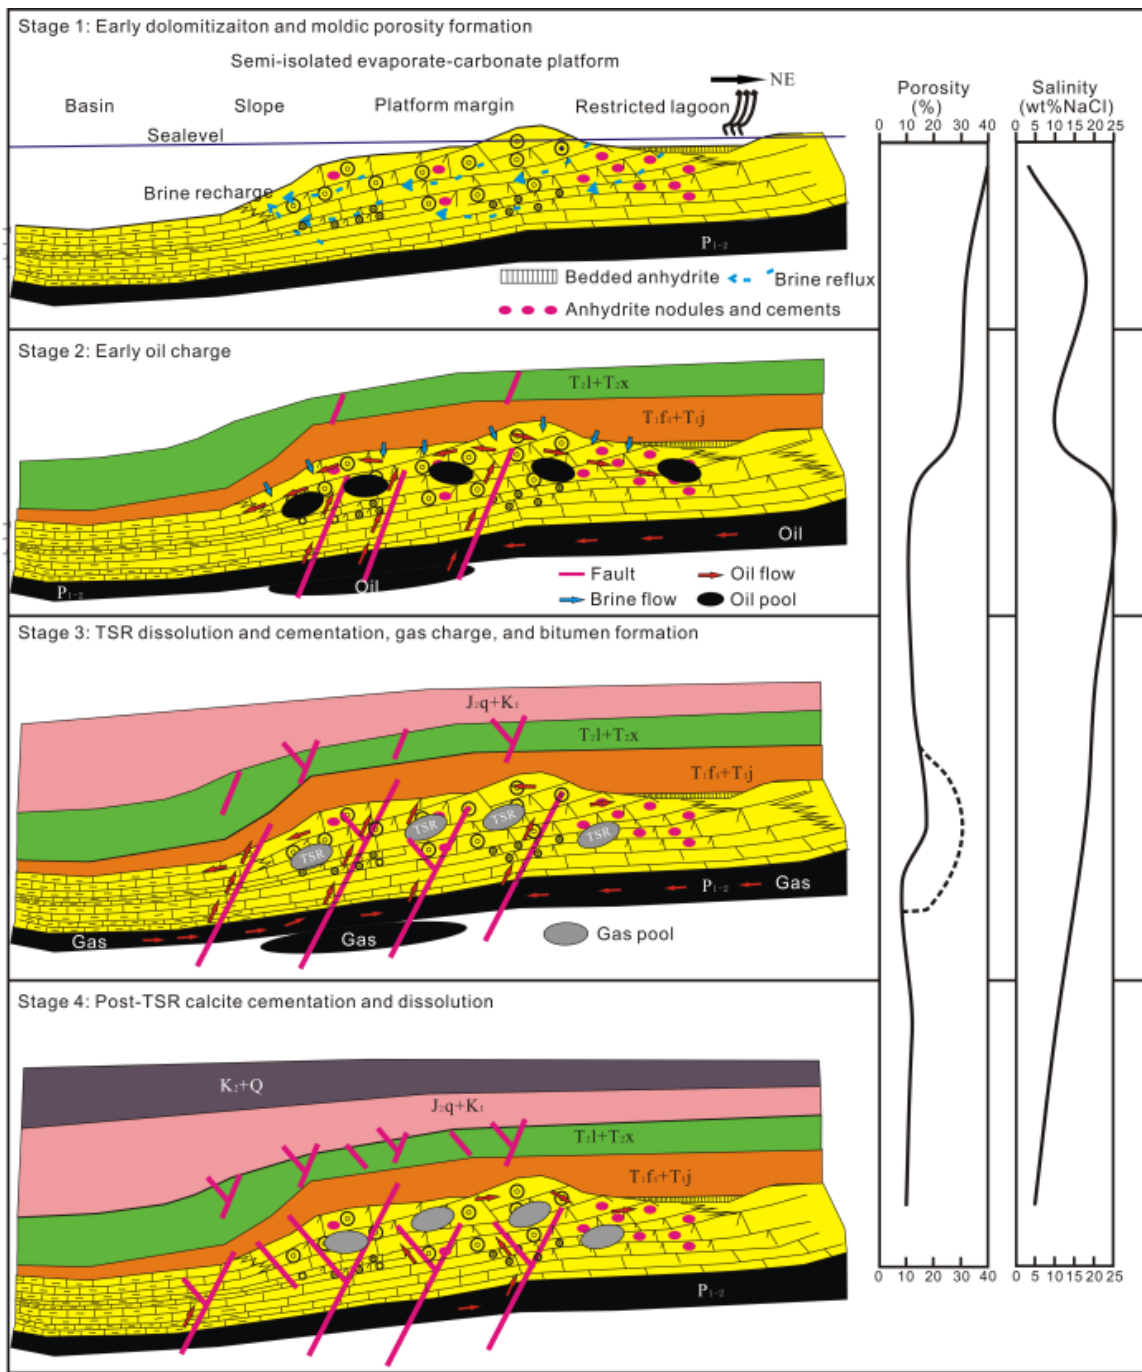 Stage 1: Early dolomitizaiton and moldic porosity formation
Semi-isolated evaporate-carbonate platform
NE
Basin
Slope
Platform margin
Restricted lagoon
Sealevel
Brine recharge
P₁₋₂
Bedded anhydrite
Brine reflux
Anhydrite nodules and cements
Stage 2: Early oil charge
T₂l+T₂x
T₁f₄+T₁j
Oil
P₁₋₂
Oil
Fault
Oil flow
Brine flow
Oil pool
Stage 3: TSR dissolution and cementation, gas charge, and bitumen formation
J₂q+K₁
T₂l+T₂x
T₁f₄+T₁j
TSR
TSR
TSR
TSR
P₁₋₂
Gas
Gas
Gas
Gas pool
Stage 4: Post-TSR calcite cementation and dissolution
K₂+Q
J₂q+K₁
T₂l+T₂x
T₁f₄+T₁j
P₁₋₂
Porosity
(%)
0 10 20 30 40
0 10 20 30 40
Salinity
(wt%NaCl)
0 5 10 15 20 25
0 5 10 15 20 25